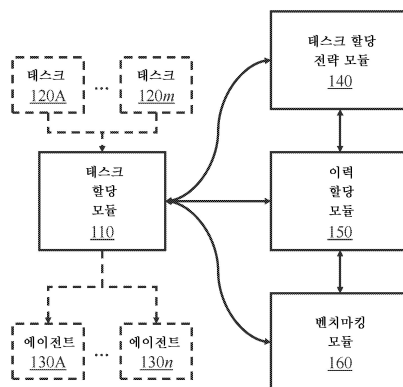 태스크
120A
...
태스크
120m
태스크 할당
전략 모듈
140
태스크
할당
모듈
110
이력
할당
모듈
150
에이전트
130A
...
에이전트
130n
벤치마킹
모듈
160